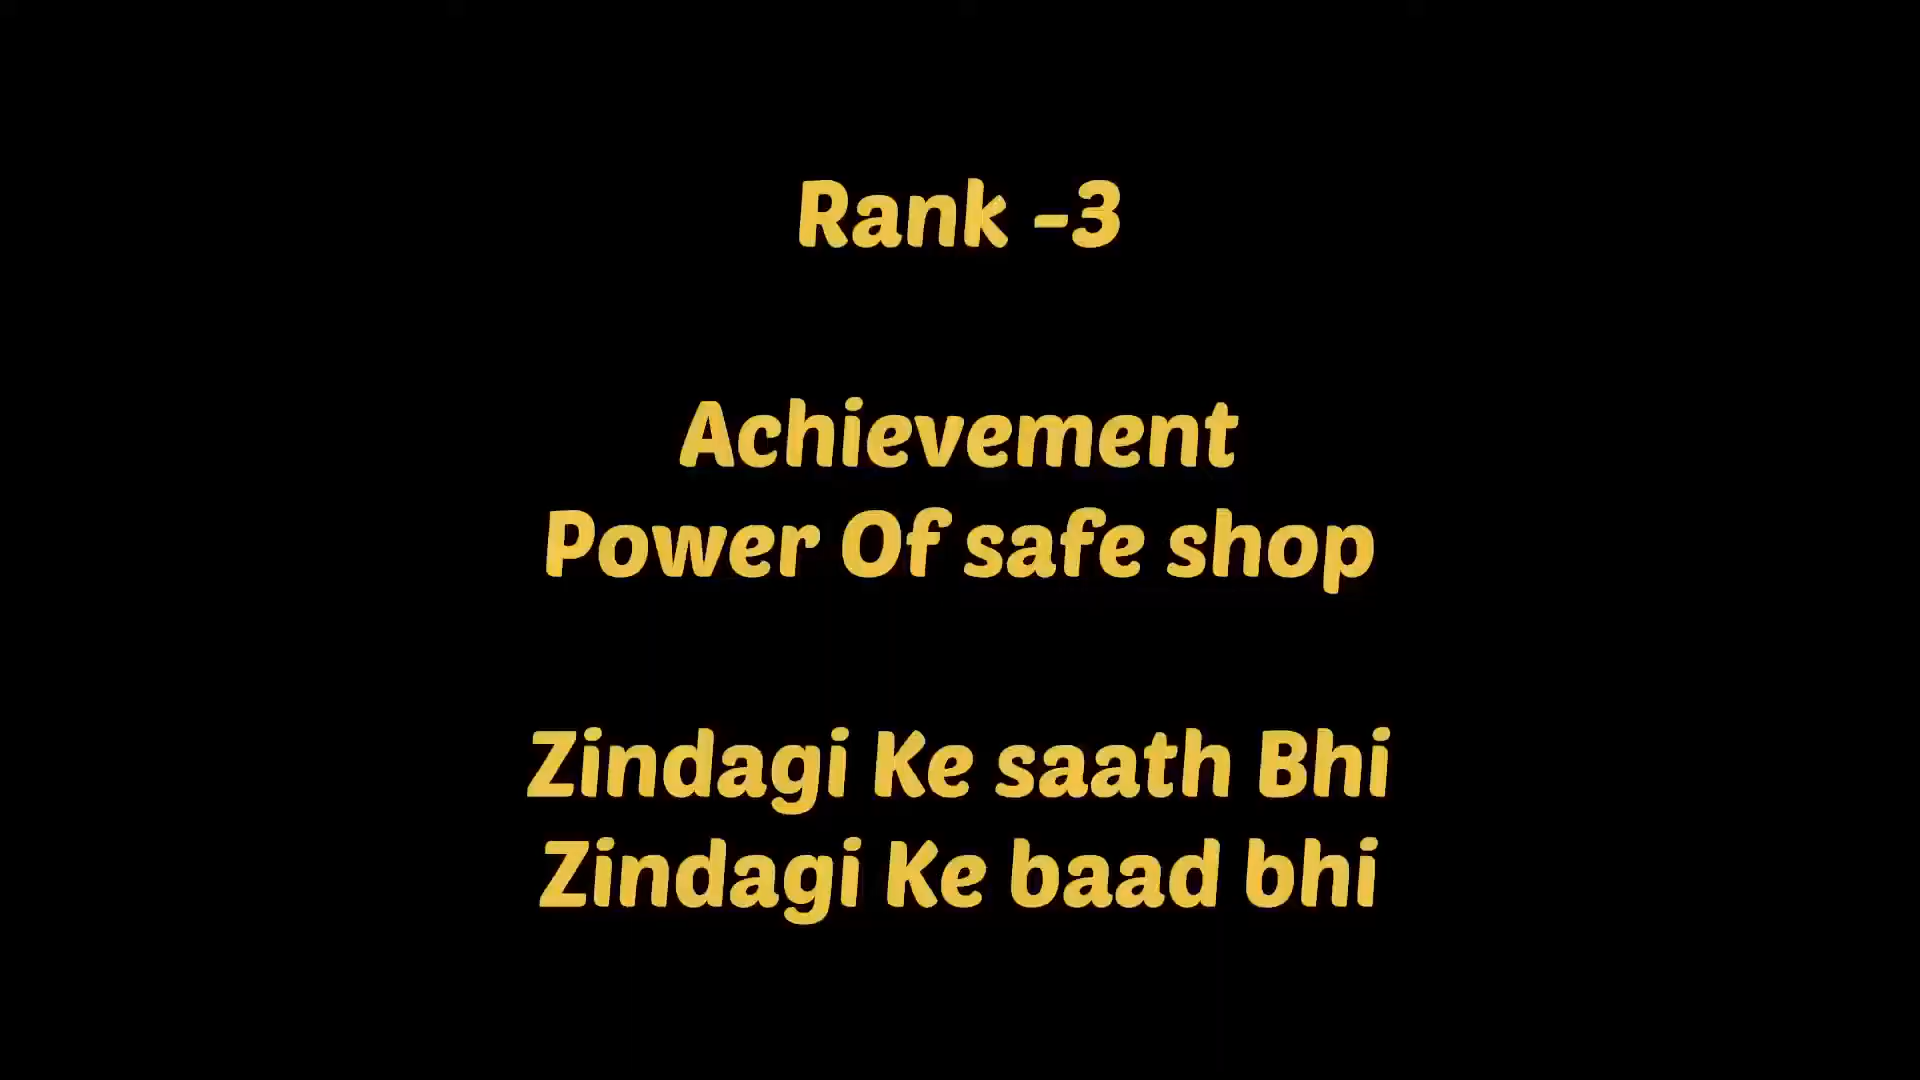 Rank -3
Achievement
Power Of safe shop
Zindagi Ke saath Bhi
Zindagi Ke baad bhi